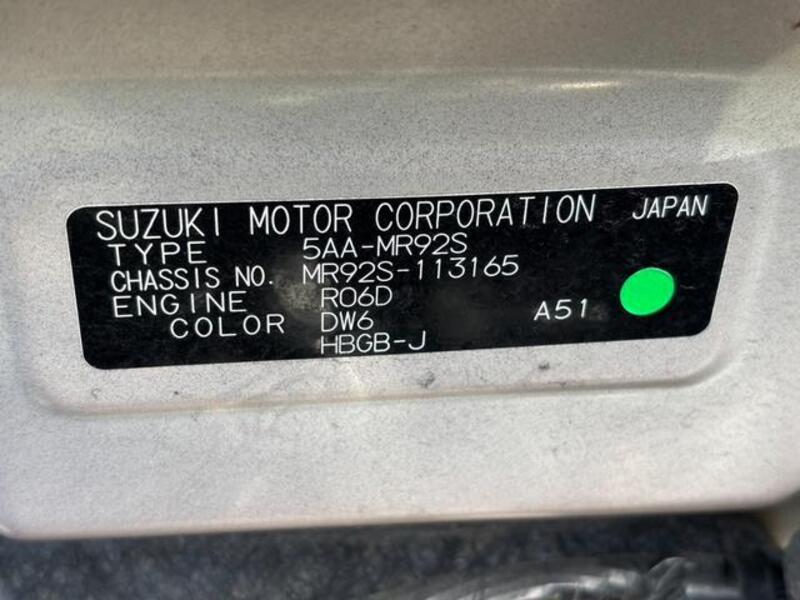 SUZUKI MOTOR CORPORATION JAPAN
TYPE 5AA-MR92S
CHASSIS NO. MR92S-113165
ENGINE R06D
COLOR DW6 A51
HBGB-J